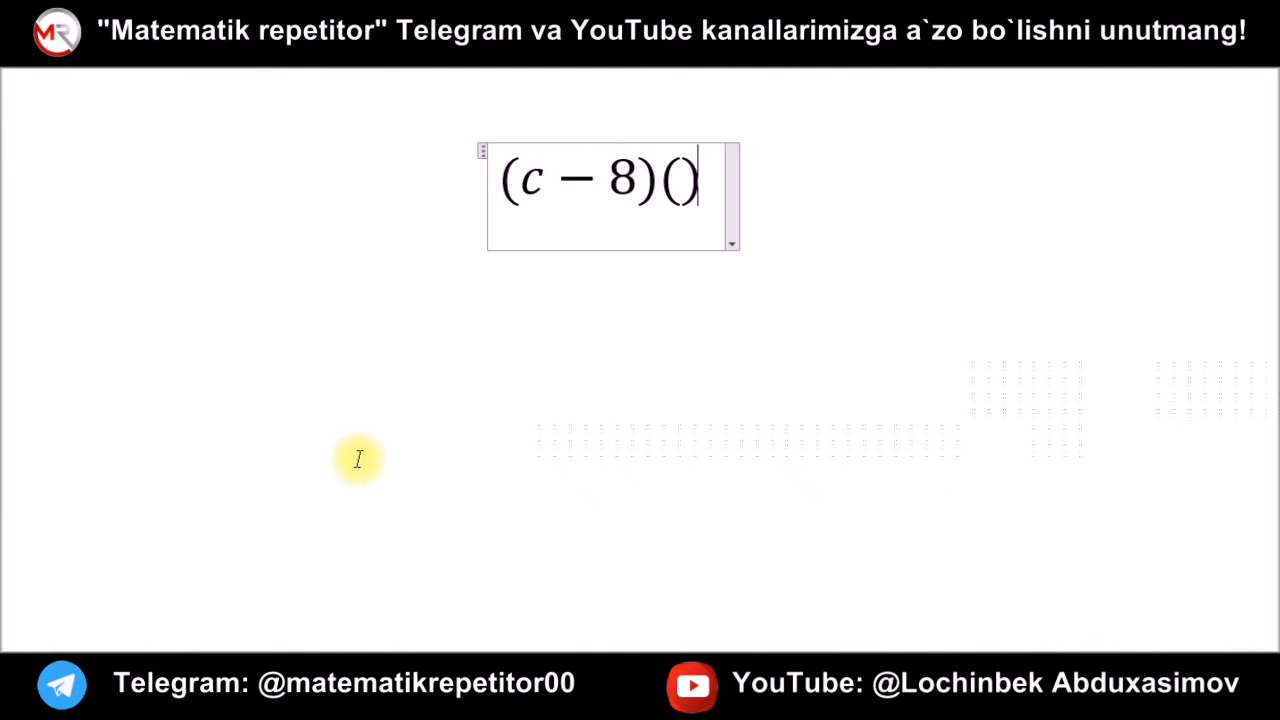 "Matematik repetitor" Telegram va YouTube kanallarimizga a`zo bo`lishni unutmang!
(c − 8)()
Telegram: @matematikrepetitor00
YouTube: @Lochinbek Abduxasimov